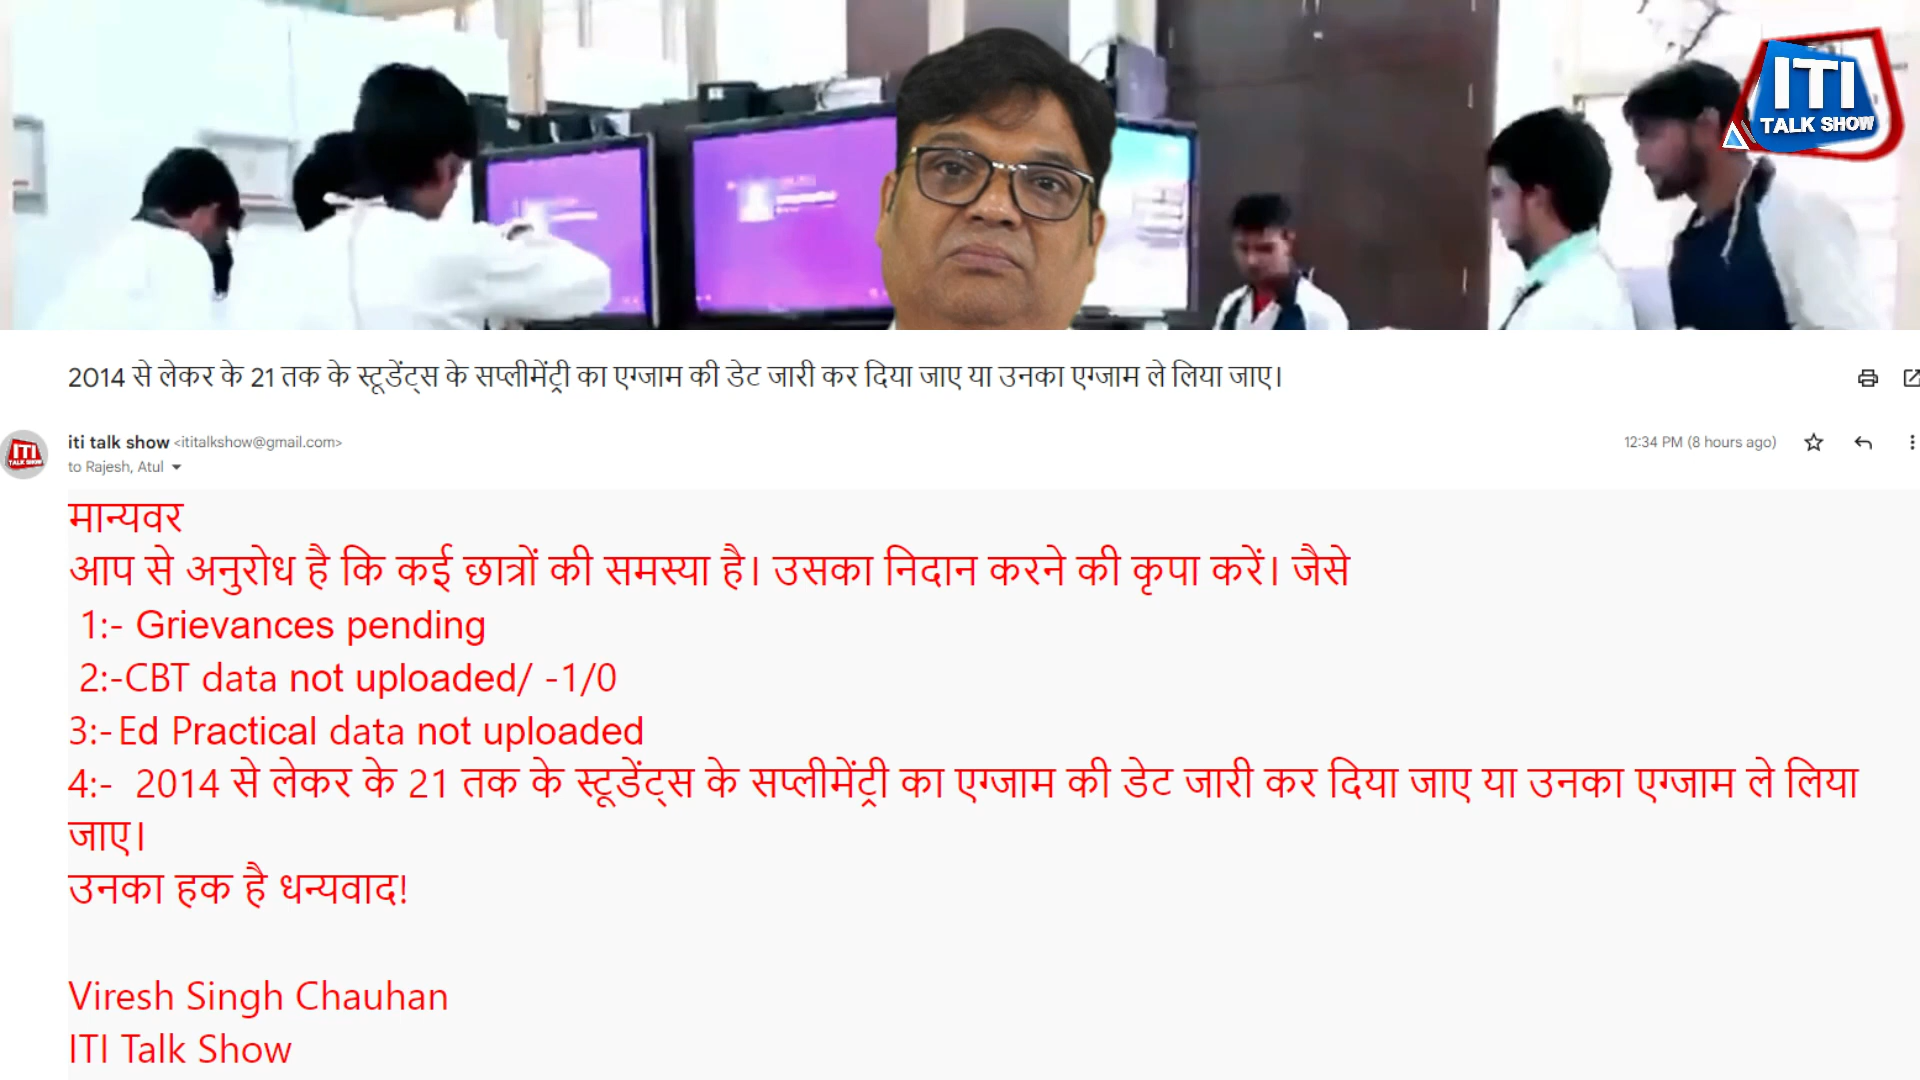 ITI
TALK SHOW
2014 से लेकर के 21 तक के स्टूडेंट्स के सप्लीमेंट्री का एग्जाम की डेट जारी कर दिया जाए या उनका एग्जाम ले लिया जाए।
iti talk show <ititalkshow@gmail.com>
12:34 PM (8 hours ago)
ITI
TALK SHOW
to Rajesh, Atul
मान्यवर
आप से अनुरोध है कि कई छात्रों की समस्या है। उसका निदान करने की कृपा करें। जैसे
1:- Grievances pending
2:-CBT data not uploaded/ -1/0
3:-Ed Practical data not uploaded
4:- 2014 से लेकर के 21 तक के स्टूडेंट्स के सप्लीमेंट्री का एग्जाम की डेट जारी कर दिया जाए या उनका एग्जाम ले लिया
जाए।
उनका हक है धन्यवाद!
Viresh Singh Chauhan
ITI Talk Show